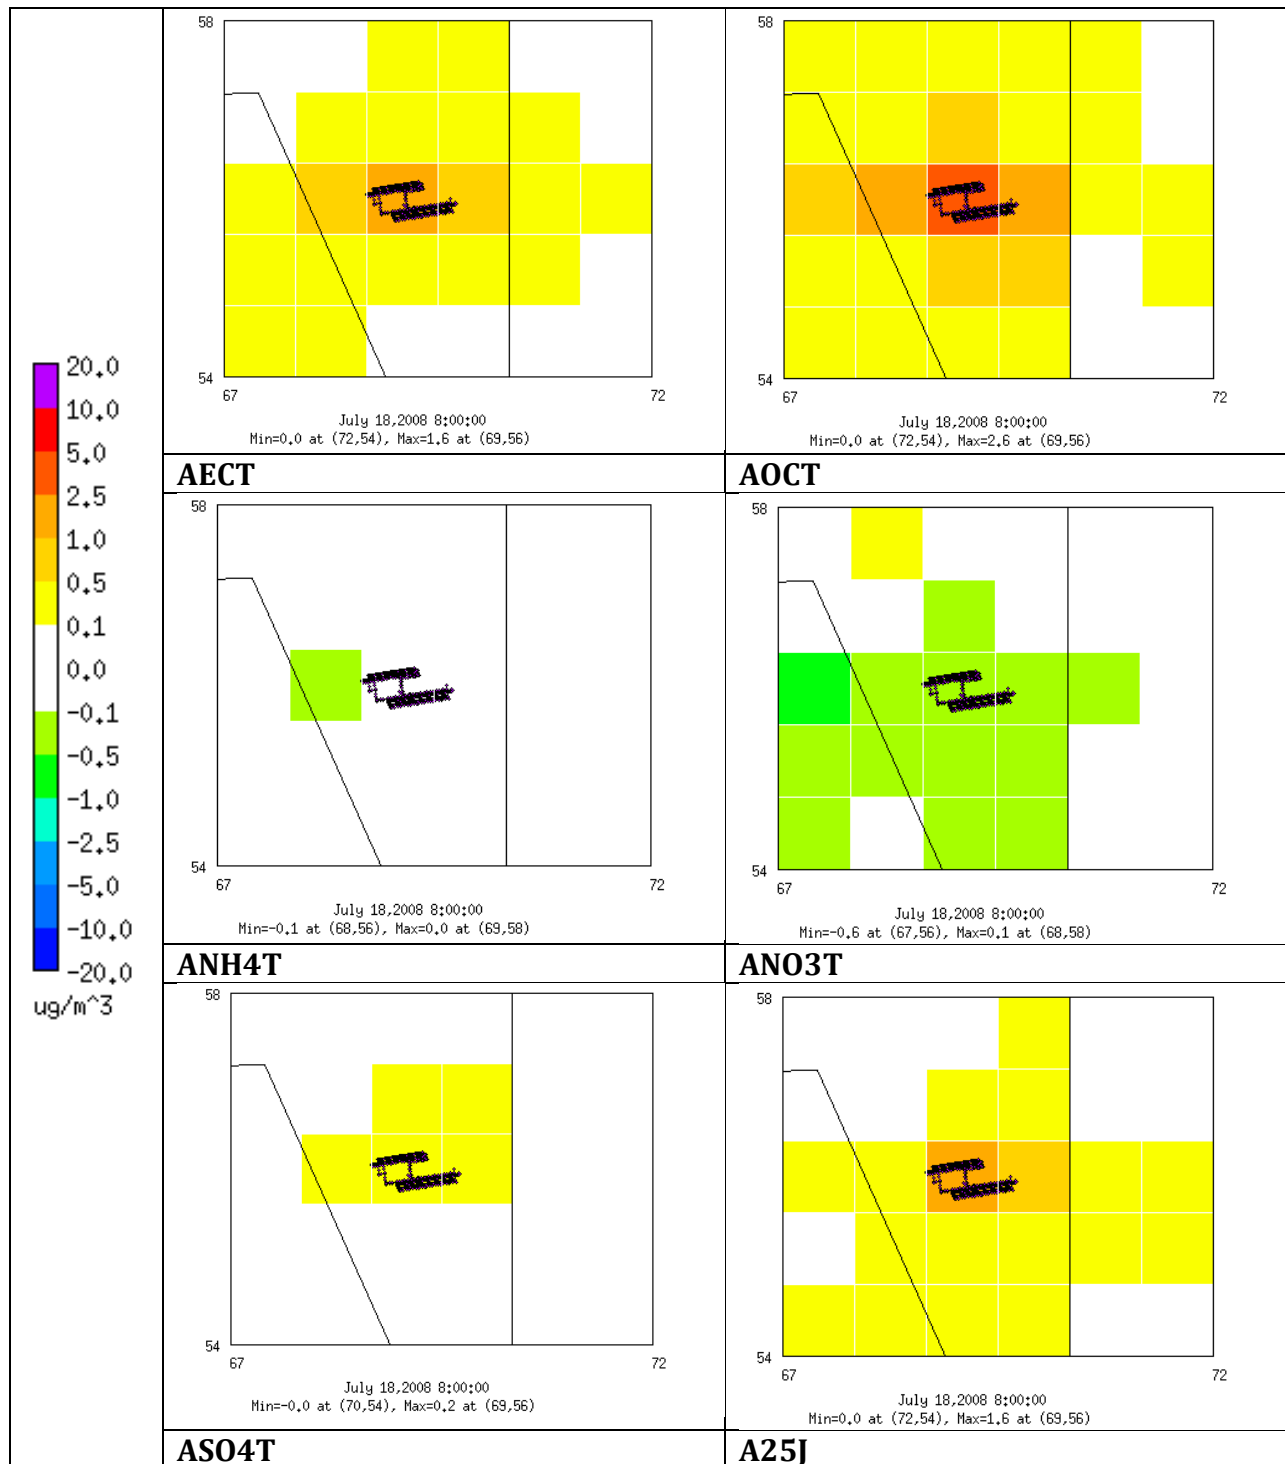 20.0
10.0
5.0
2.5
1.0
0.5
0.1
0.0
-0.1
-0.5
-1.0
-2.5
-5.0
-10.0
-20.0
ug/m^3
58
54
67 72
July 18,2008 8:00:00
Min=0.0 at (72,54), Max=1.6 at (69,56)
AECT
58
54
67 72
July 18,2008 8:00:00
Min=0.0 at (72,54), Max=2.6 at (69,56)
AOCT
58
54
67 72
July 18,2008 8:00:00
Min=-0.1 at (68,56), Max=0.0 at (69,58)
ANH4T
58
54
67 72
July 18,2008 8:00:00
Min=-0.6 at (67,56), Max=0.1 at (68,58)
ANO3T
58
54
67 72
July 18,2008 8:00:00
Min=-0.0 at (70,54), Max=0.2 at (69,56)
ASO4T
58
54
67 72
July 18,2008 8:00:00
Min=0.0 at (72,54), Max=1.6 at (69,56)
A25J